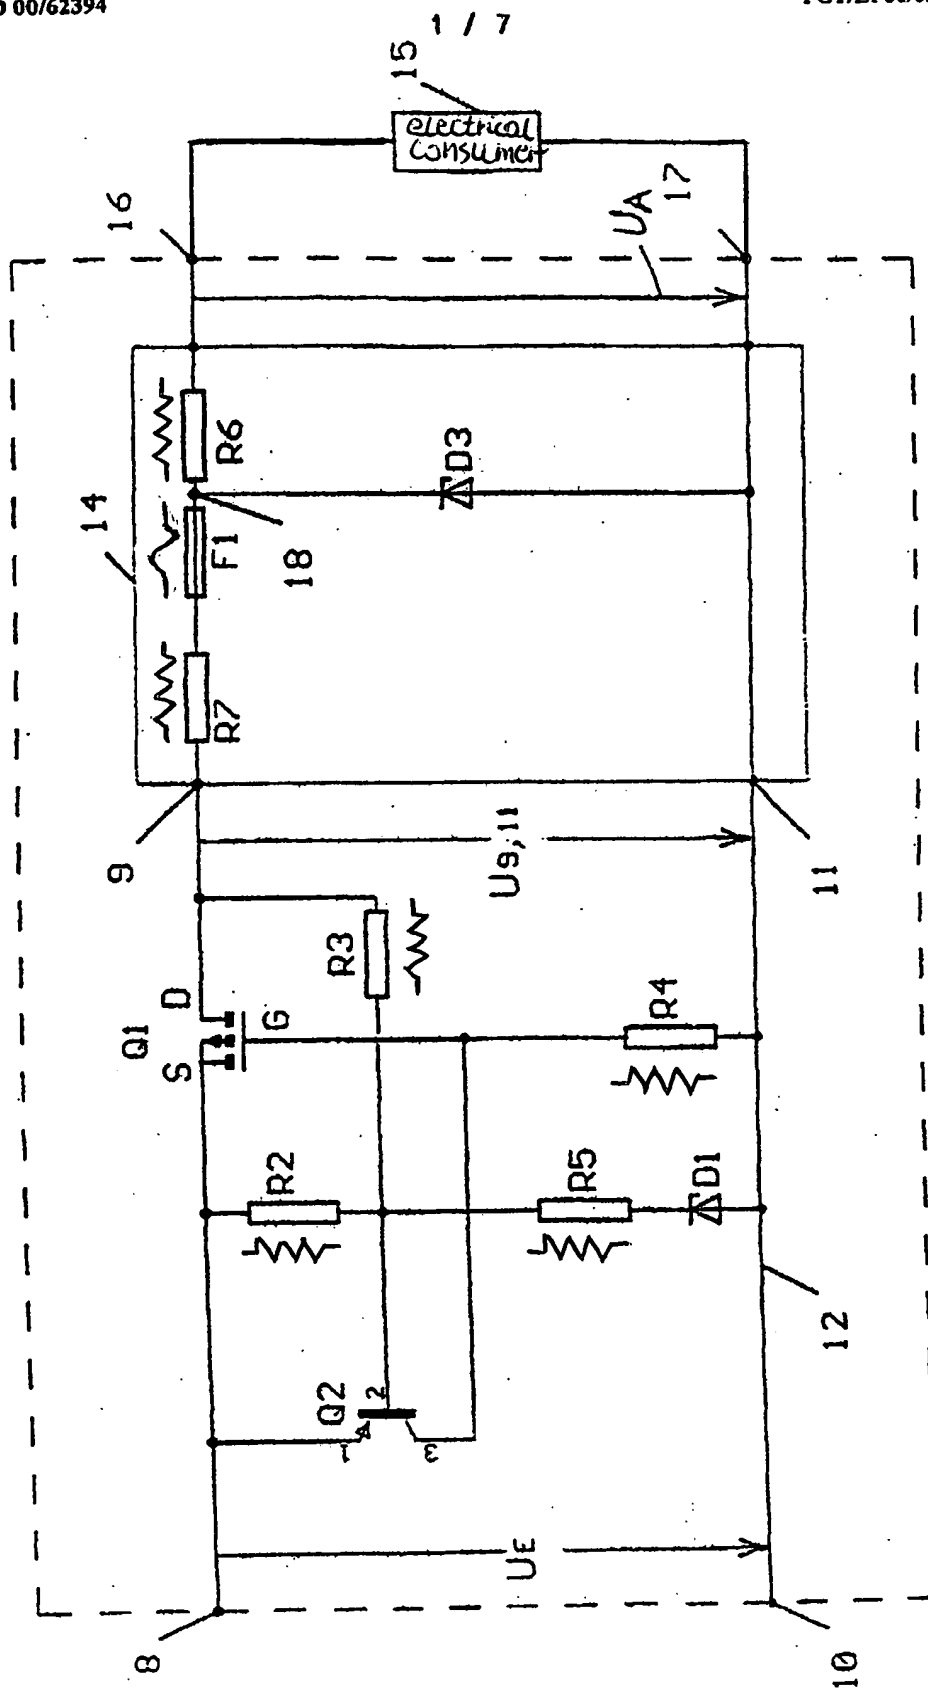 00/62394
1 / 7
15
electrical
consumer
16
UA
17
14
R6
D3
F1
18
R7
9
U9,11
11
Q1
D
S
G
R3
R4
R2
R5
D1
12
Q2
1
2
3
UE
8
10